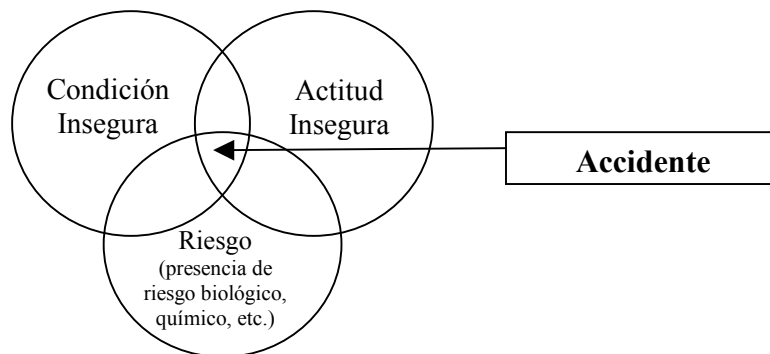 Condición
Insegura
Actitud
Insegura
Accidente
Riesgo
(presencia de
riesgo biológico,
químico, etc.)